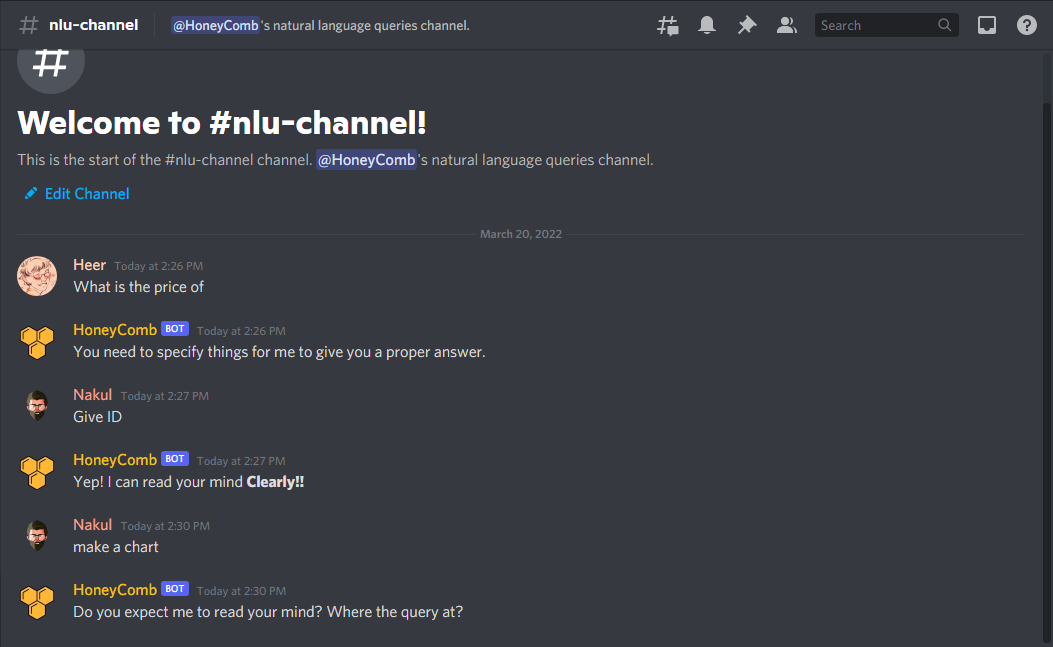 nlu-channel @HoneyComb's natural language queries channel. Search
Welcome to #nlu-channel!
This is the start of the #nlu-channel channel. @HoneyComb's natural language queries channel.
Edit Channel
March 20, 2022
Heer Today at 2:26 PM
What is the price of
HoneyComb BOT Today at 2:26 PM
You need to specify things for me to give you a proper answer.
Nakul Today at 2:27 PM
Give ID
HoneyComb BOT Today at 2:27 PM
Yep! I can read your mind Clearly!!
Nakul Today at 2:30 PM
make a chart
HoneyComb BOT Today at 2:30 PM
Do you expect me to read your mind? Where the query at?